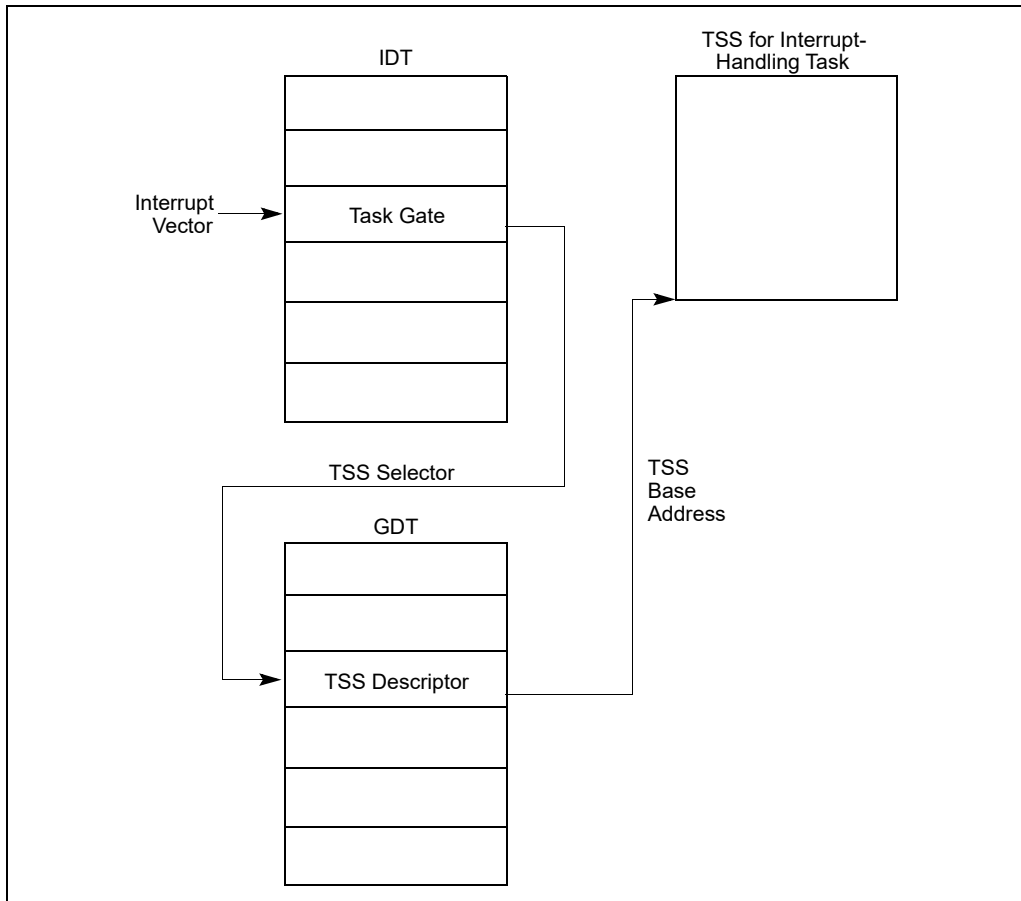 IDT
TSS for Interrupt-
Handling Task
Interrupt
Vector
Task Gate
TSS Selector
TSS
Base
Address
GDT
TSS Descriptor